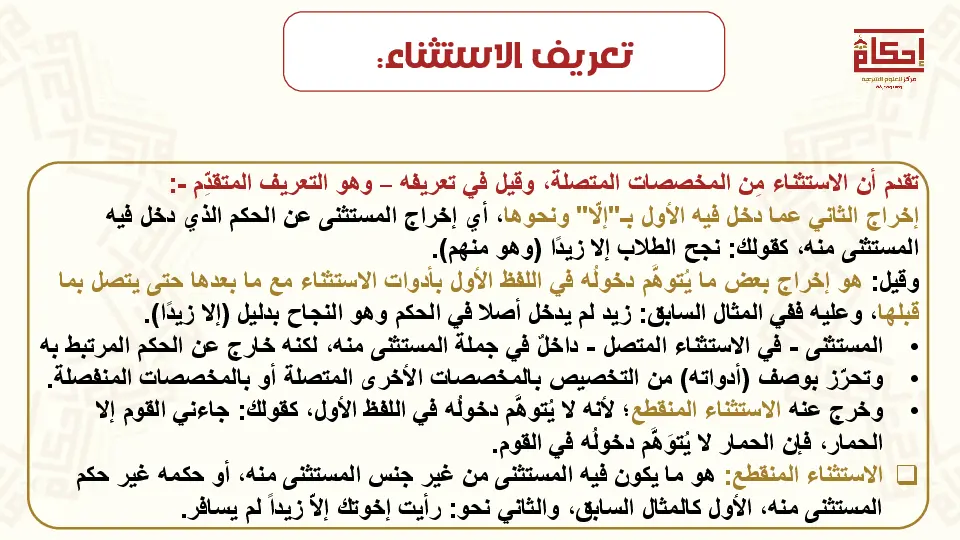 تعريف الاستثناء:
إحكام
مركز للعلوم الشرعية
تقدم أن الاستثناء مِن المخصصات المتصلة، وقيل في تعريفه – وهو التعريف المتقدِّم -:
إخراج الثاني عما دخل فيه الأول بـ"إلّا" ونحوها، أي إخراج المستثنى عن الحكم الذي دخل فيه
المستثنى منه، كقولك: نجح الطلاب إلا زيدًا (وهو منهم).
وقيل: هو إخراج بعض ما يُتوهَّم دخولُه في اللفظ الأول بأدوات الاستثناء مع ما بعدها حتى يتصل بما
قبلها، وعليه ففي المثال السابق: زيد لم يدخل أصلا في الحكم وهو النجاح بدليل (إلا زيدًا).
• المستثنى - في الاستثناء المتصل - داخلٌ في جملة المستثنى منه، لكنه خارج عن الحكم المرتبط به
• وتحرّز بوصف (أدواته) من التخصيص بالمخصصات الأخرى المتصلة أو بالمخصصات المنفصلة.
• وخرج عنه الاستثناء المنقطع؛ لأنه لا يُتوهَّم دخولُه في اللفظ الأول، كقولك: جاءني القوم إلا
الحمار، فإن الحمار لا يُتوَهَّم دخولُه في القوم.
❑ الاستثناء المنقطع: هو ما يكون فيه المستثنى من غير جنس المستثنى منه، أو حكمه غير حكم
المستثنى منه، الأول كالمثال السابق، والثاني نحو: رأيت إخوتك إلاّ زيداً لم يسافر.